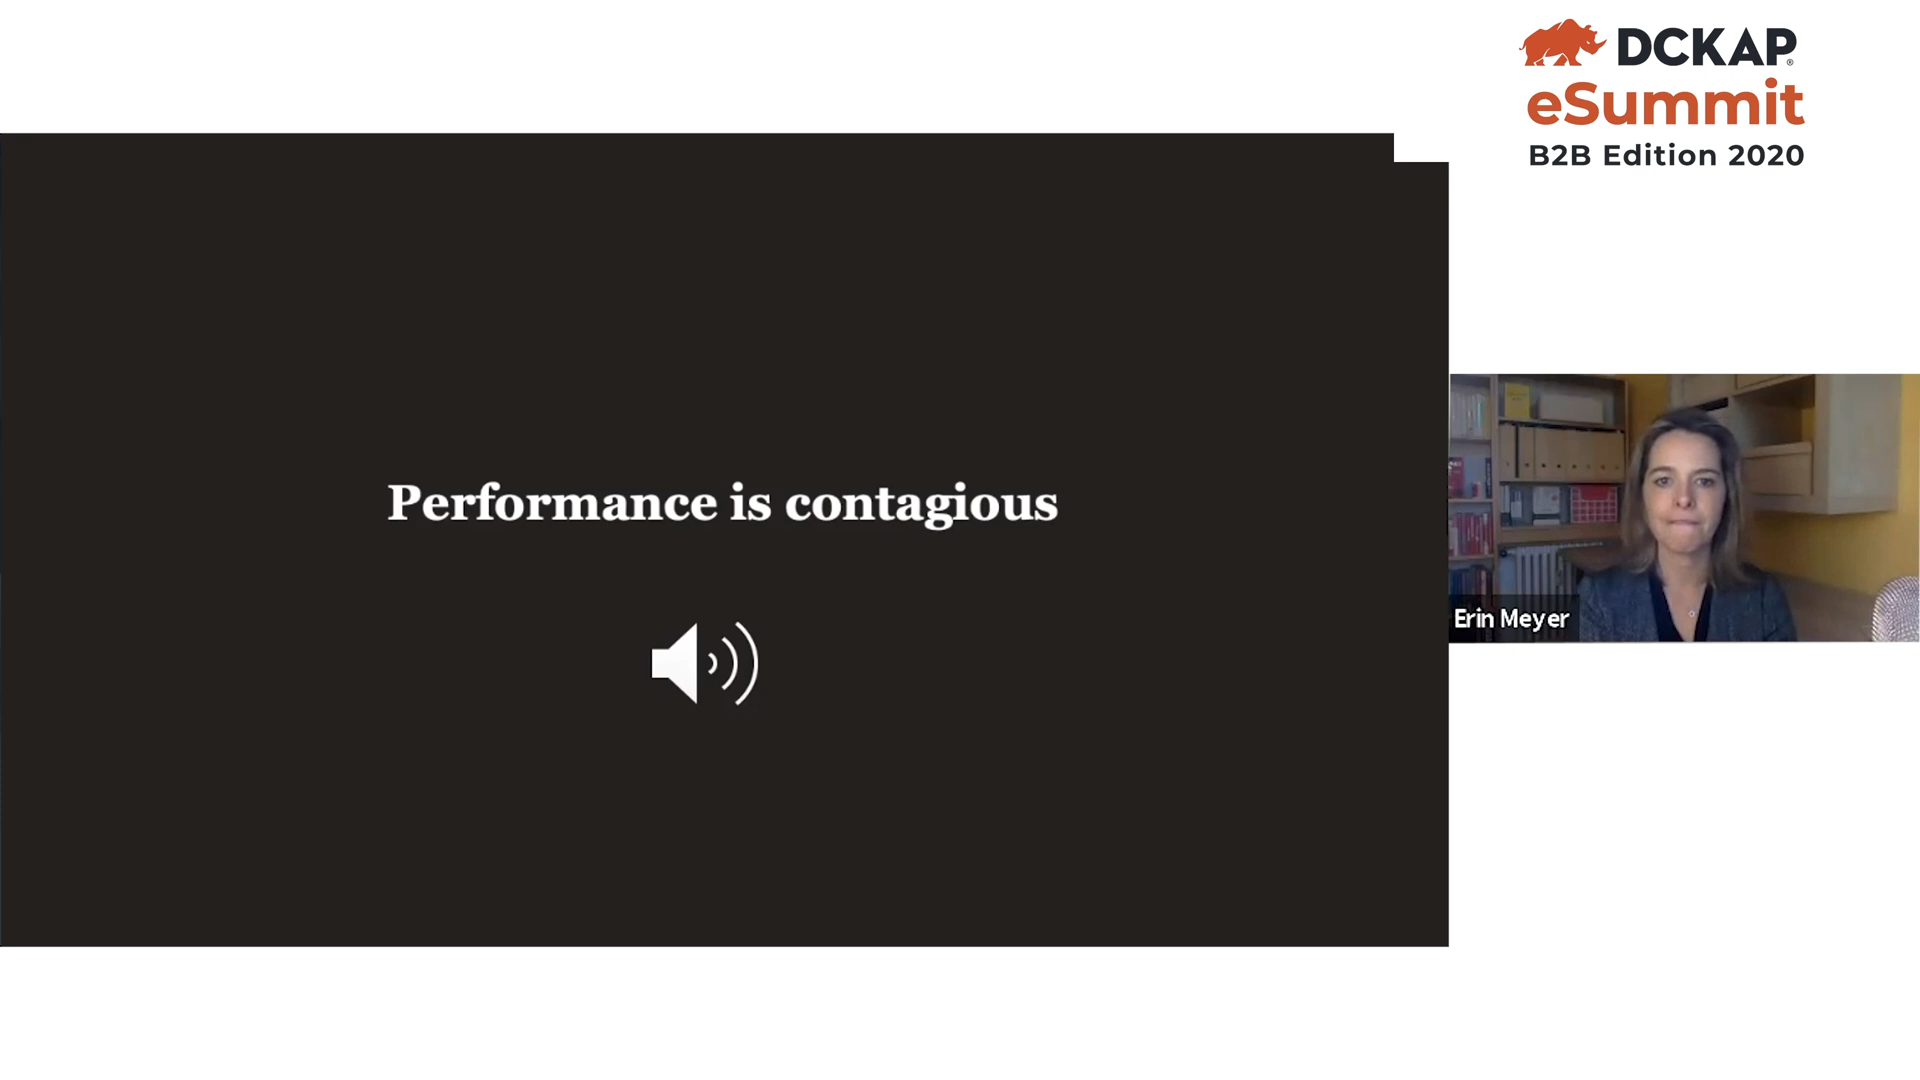 DCKAP®
eSummit
B2B Edition 2020
Performance is contagious
Erin Meyer